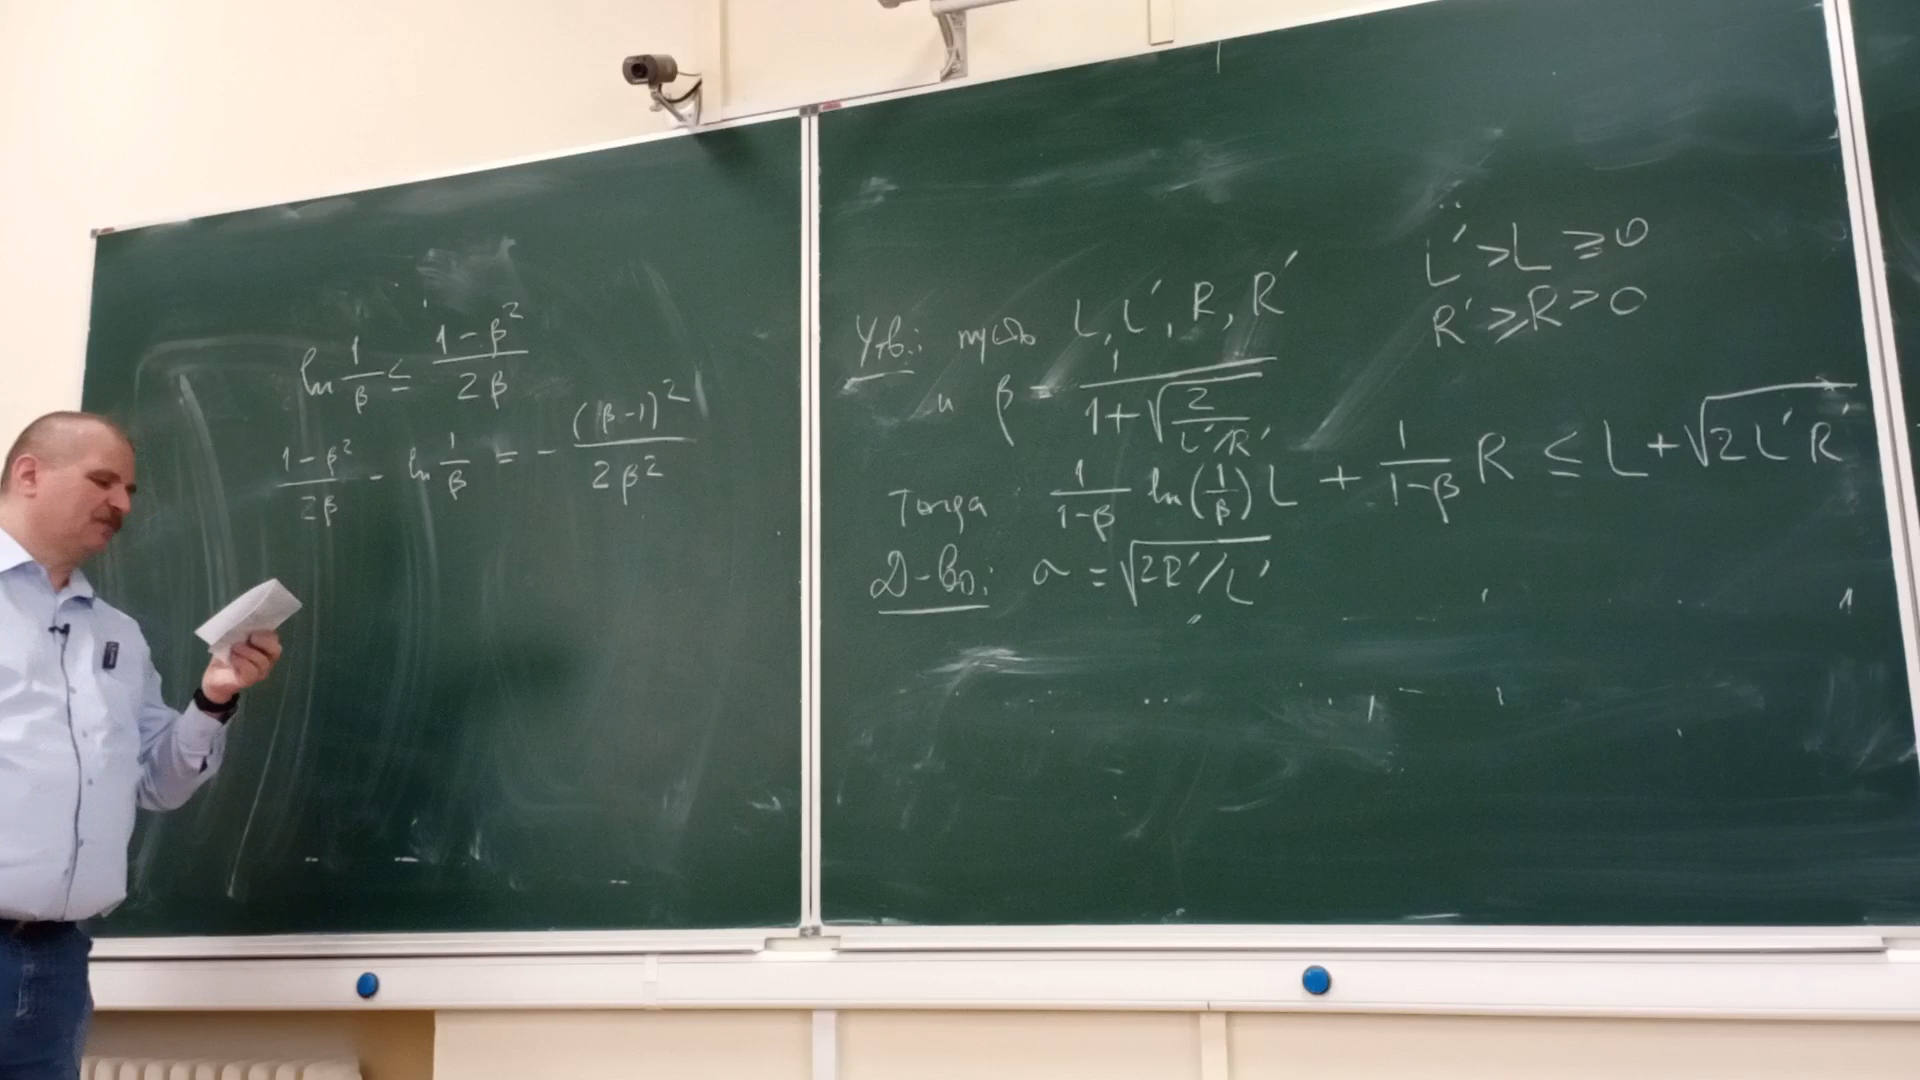 ln 1/β ≤ (1-β²)/(2β)
(1-β²)/(2β) - ln 1/β = - (β-1)²/(2β²)
L' > L ≥ 0
R' ≥ R > 0
Утв.: пусть L, L', R, R'
и β = 1/(1+√(2/(L'/R')))
Тогда: 1/(1-β) ln(1/β) L + 1/(1-β) R ≤ L + √(2L'R')
Д-во: a = √(2R'/L')